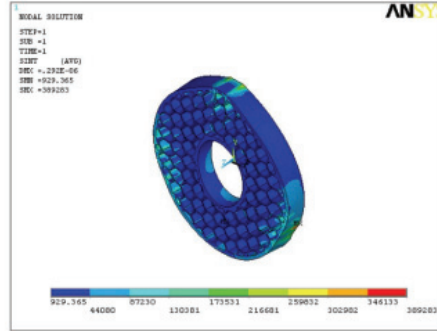 1
NODAL SOLUTION
ANSYS
STEP=1
SUB =1
TIME=1
SINT (AVG)
DMX =.292E-06
SMN =929.365
SMX =389283
929.365 87230 173531 259832 346133
44080 130381 216681 302982 389283